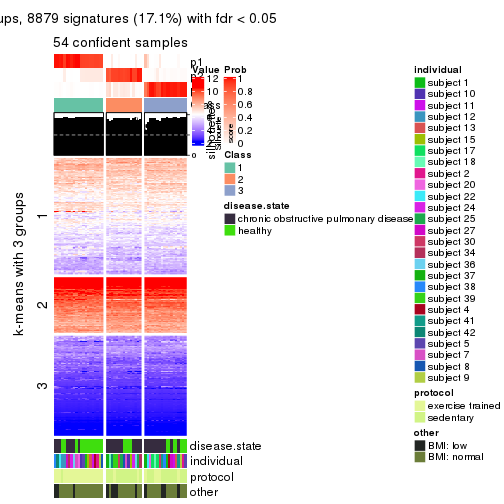 ups, 8879 signatures (17.1%) with fdr < 0.05
54 confident samples
p1
p2
Value
12
10
8
6
4
2
0
Prob
1
0.8
0.6
0.4
0.2
0
silhouette
score
Class
1
2
3
disease.state
chronic obstructive pulmonary disease
healthy
k-means with 3 groups
1
2
3
disease.state
individual
protocol
other
individual
subject 1
subject 10
subject 11
subject 12
subject 13
subject 15
subject 17
subject 18
subject 2
subject 20
subject 22
subject 24
subject 25
subject 27
subject 30
subject 34
subject 36
subject 37
subject 38
subject 39
subject 4
subject 41
subject 42
subject 5
subject 7
subject 8
subject 9
protocol
exercise trained
sedentary
other
BMI: low
BMI: normal